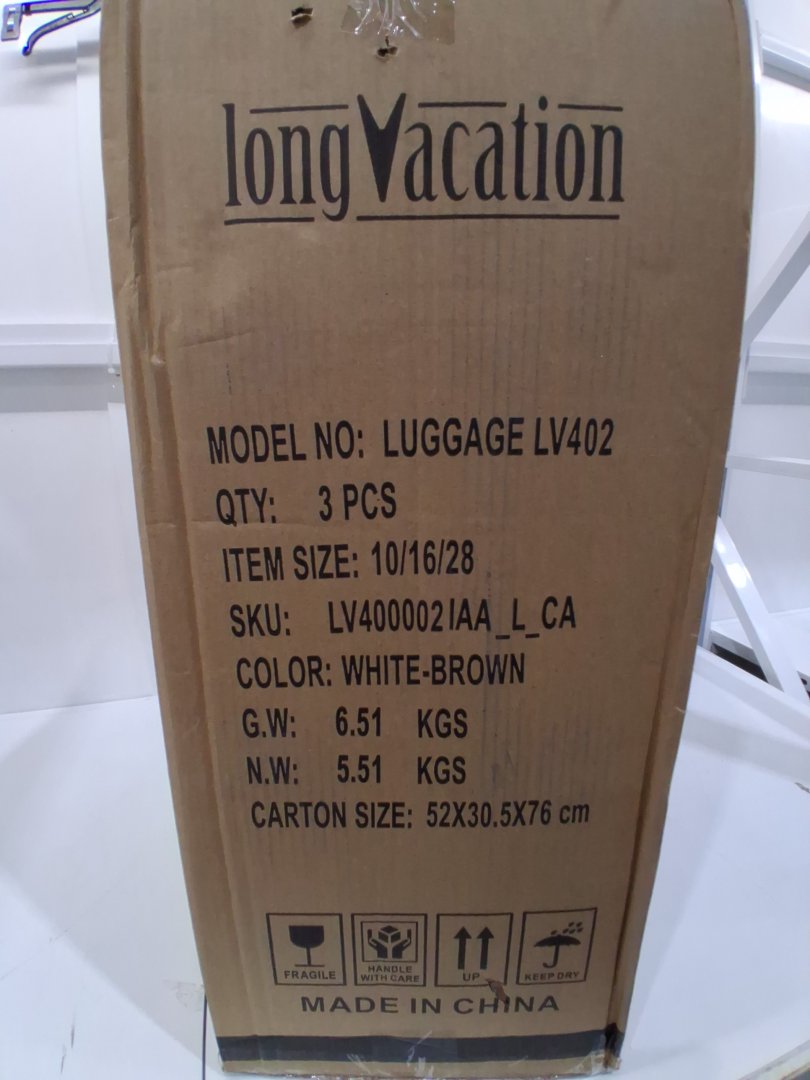 longVacation
MODEL NO: LUGGAGE LV402
QTY: 3 PCS
ITEM SIZE: 10/16/28
SKU: LV400002IAA_L_CA
COLOR: WHITE-BROWN
G.W: 6.51 KGS
N.W: 5.51 KGS
CARTON SIZE: 52X30.5X76 cm
FRAGILE
HANDLE
WITH CARE
UP
KEEP DRY
MADE IN CHINA